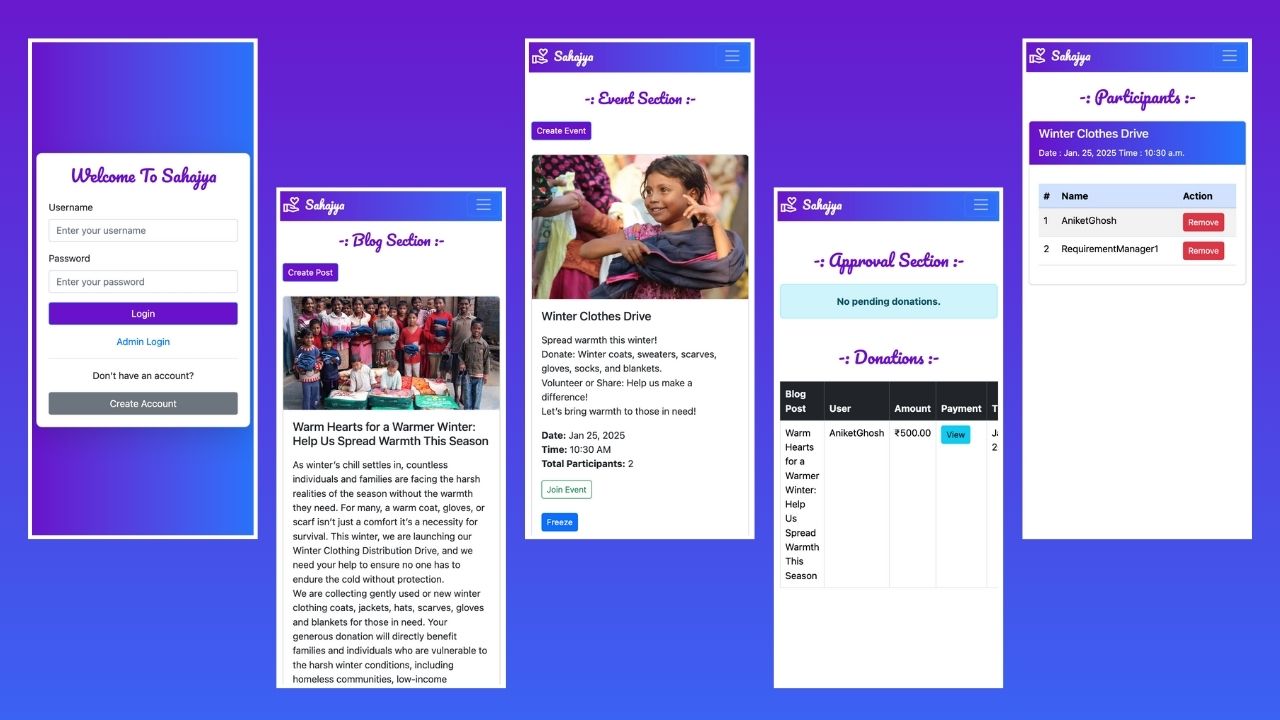 Welcome To Sahajya
Username
Enter your username
Password
Enter your password
Login
Admin Login
Don't have an account?
Create Account
Sahajya
-: Blog Section :-
Create Post
Warm Hearts for a Warmer Winter:
Help Us Spread Warmth This Season
As winter's chill settles in, countless
individuals and families are facing the harsh
realities of the season without the warmth
they need. For many, a warm coat, gloves, or
scarf isn't just a comfort it's a necessity for
survival. This winter, we are launching our
Winter Clothing Distribution Drive, and we
need your help to ensure no one has to
endure the cold without protection.
We are collecting gently used or new winter
clothing coats, jackets, hats, scarves, gloves
and blankets for those in need. Your
generous donation will directly benefit
families and individuals who are vulnerable to
the harsh winter conditions, including
homeless communities, low-income
Sahajya
-: Event Section :-
Create Event
Winter Clothes Drive
Spread warmth this winter!
Donate: Winter coats, sweaters, scarves,
gloves, socks, and blankets.
Volunteer or Share: Help us make a
difference!
Let's bring warmth to those in need!
Date: Jan 25, 2025
Time: 10:30 AM
Total Participants: 2
Join Event
Freeze
Sahajya
-: Approval Section :-
No pending donations.
-: Donations :-
Blog
Post User Amount Payment T
Warm AniketGhosh ₹500.00 View
Hearts
for a
Warmer
Winter:
Help
Us
Spread
Warmth
This
Season
Sahajya
-: Participants :-
Winter Clothes Drive
Date : Jan. 25, 2025 Time : 10:30 a.m.
# Name Action
1 AniketGhosh Remove
2 RequirementManager1 Remove